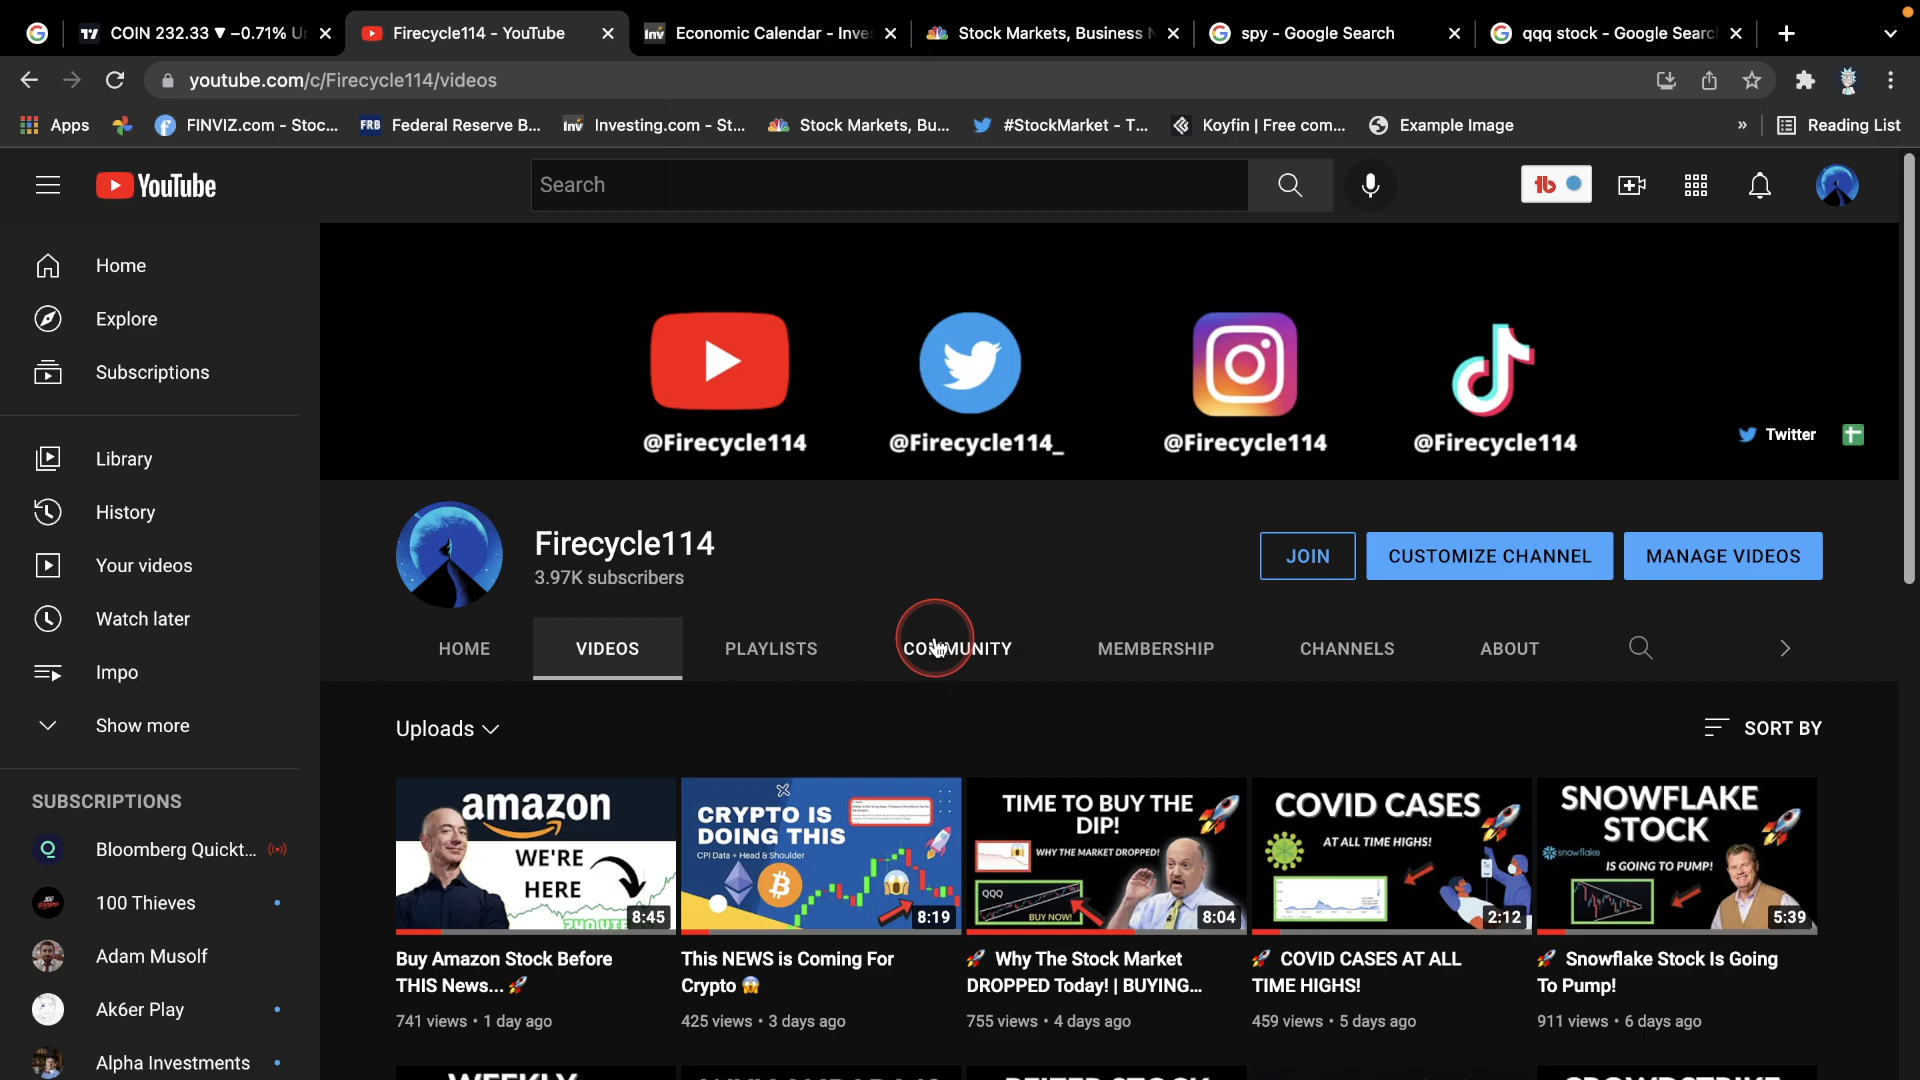 COIN 232.33 ▼ −0.71% U
Firecycle114 - YouTube
Economic Calendar - Inve
Stock Markets, Business N
spy - Google Search
qqq stock - Google Searc
youtube.com/c/Firecycle114/videos
Apps
FINVIZ.com - Stoc...
FRB Federal Reserve B...
Inv Investing.com - St...
Stock Markets, Bu...
#StockMarket - T...
Koyfin | Free com...
Example Image
»
Reading List
YouTube
Search
tb
Home
Explore
Subscriptions
Library
History
Your videos
Watch later
Impo
Show more
SUBSCRIPTIONS
Bloomberg Quickt...
100 Thieves
Adam Musolf
Ak6er Play
Alpha Investments
@Firecycle114
@Firecycle114_
@Firecycle114
@Firecycle114
Twitter
Firecycle114
3.97K subscribers
JOIN
CUSTOMIZE CHANNEL
MANAGE VIDEOS
HOME
VIDEOS
PLAYLISTS
COMMUNITY
MEMBERSHIP
CHANNELS
ABOUT
Uploads
SORT BY
amazon
WE'RE
HERE
8:45
Buy Amazon Stock Before
THIS News... 🚀
741 views • 1 day ago
CRYPTO IS
DOING THIS
CPI Data + Head & Shoulder
8:19
This NEWS is Coming For
Crypto 😱
425 views • 3 days ago
TIME TO BUY THE
DIP!
WHY THE MARKET DROPPED!
QQQ
BUY NOW!
8:04
🚀 Why The Stock Market
DROPPED Today! | BUYING...
755 views • 4 days ago
COVID CASES
AT ALL TIME HIGHS!
2:12
🚀 COVID CASES AT ALL
TIME HIGHS!
459 views • 5 days ago
SNOWFLAKE
STOCK
snowflake
IS GOING
TO PUMP!
5:39
🚀 Snowflake Stock Is Going
To Pump!
911 views • 6 days ago